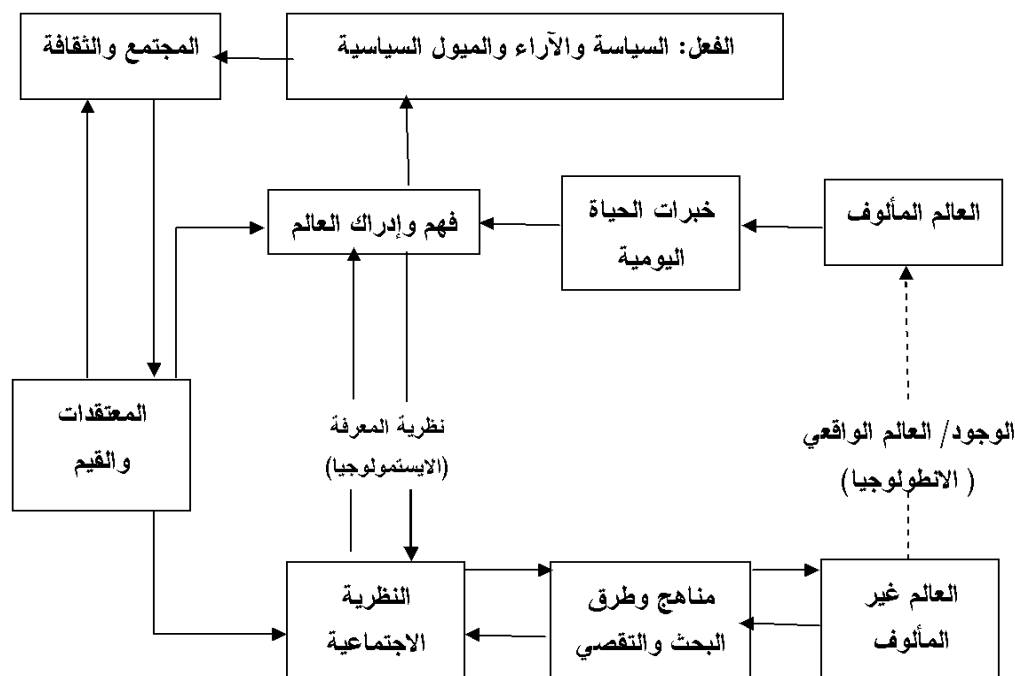 المجتمع والثقافة
الفعل: السياسة والآراء والميول السياسية
فهم وإدراك العالم
خبرات الحياة
اليومية
العالم المألوف
المعتقدات
والقيم
نظرية المعرفة
(الايستمولوجيا)
الوجود/ العالم الواقعي
( الانطولوجيا)
النظرية
الاجتماعية
مناهج وطرق
البحث والتقصي
العالم غير
المألوف